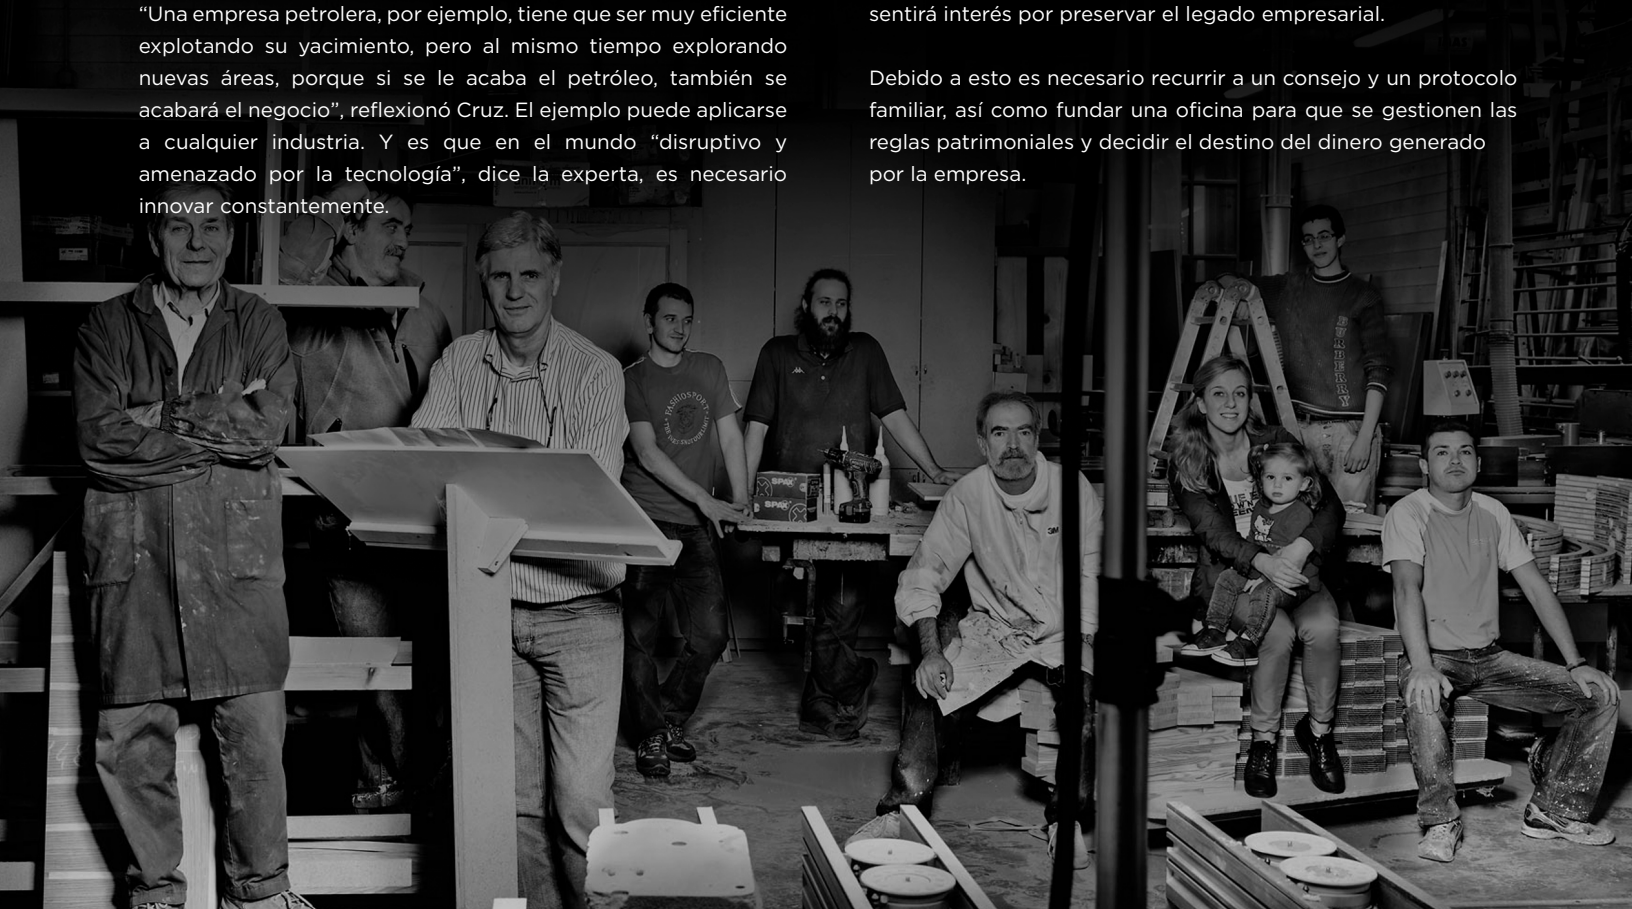 “Una empresa petrolera, por ejemplo, tiene que ser muy eficiente
explotando su yacimiento, pero al mismo tiempo explorando
nuevas áreas, porque si se le acaba el petróleo, también se
acabará el negocio”, reflexionó Cruz. El ejemplo puede aplicarse
a cualquier industria. Y es que en el mundo “disruptivo y
amenazado por la tecnología”, dice la experta, es necesario
innovar constantemente.
sentirá interés por preservar el legado empresarial.
Debido a esto es necesario recurrir a un consejo y un protocolo
familiar, así como fundar una oficina para que se gestionen las
reglas patrimoniales y decidir el destino del dinero generado
por la empresa.
FASHIOSPORT
SPAX
SPAX
3M
BURBERRY